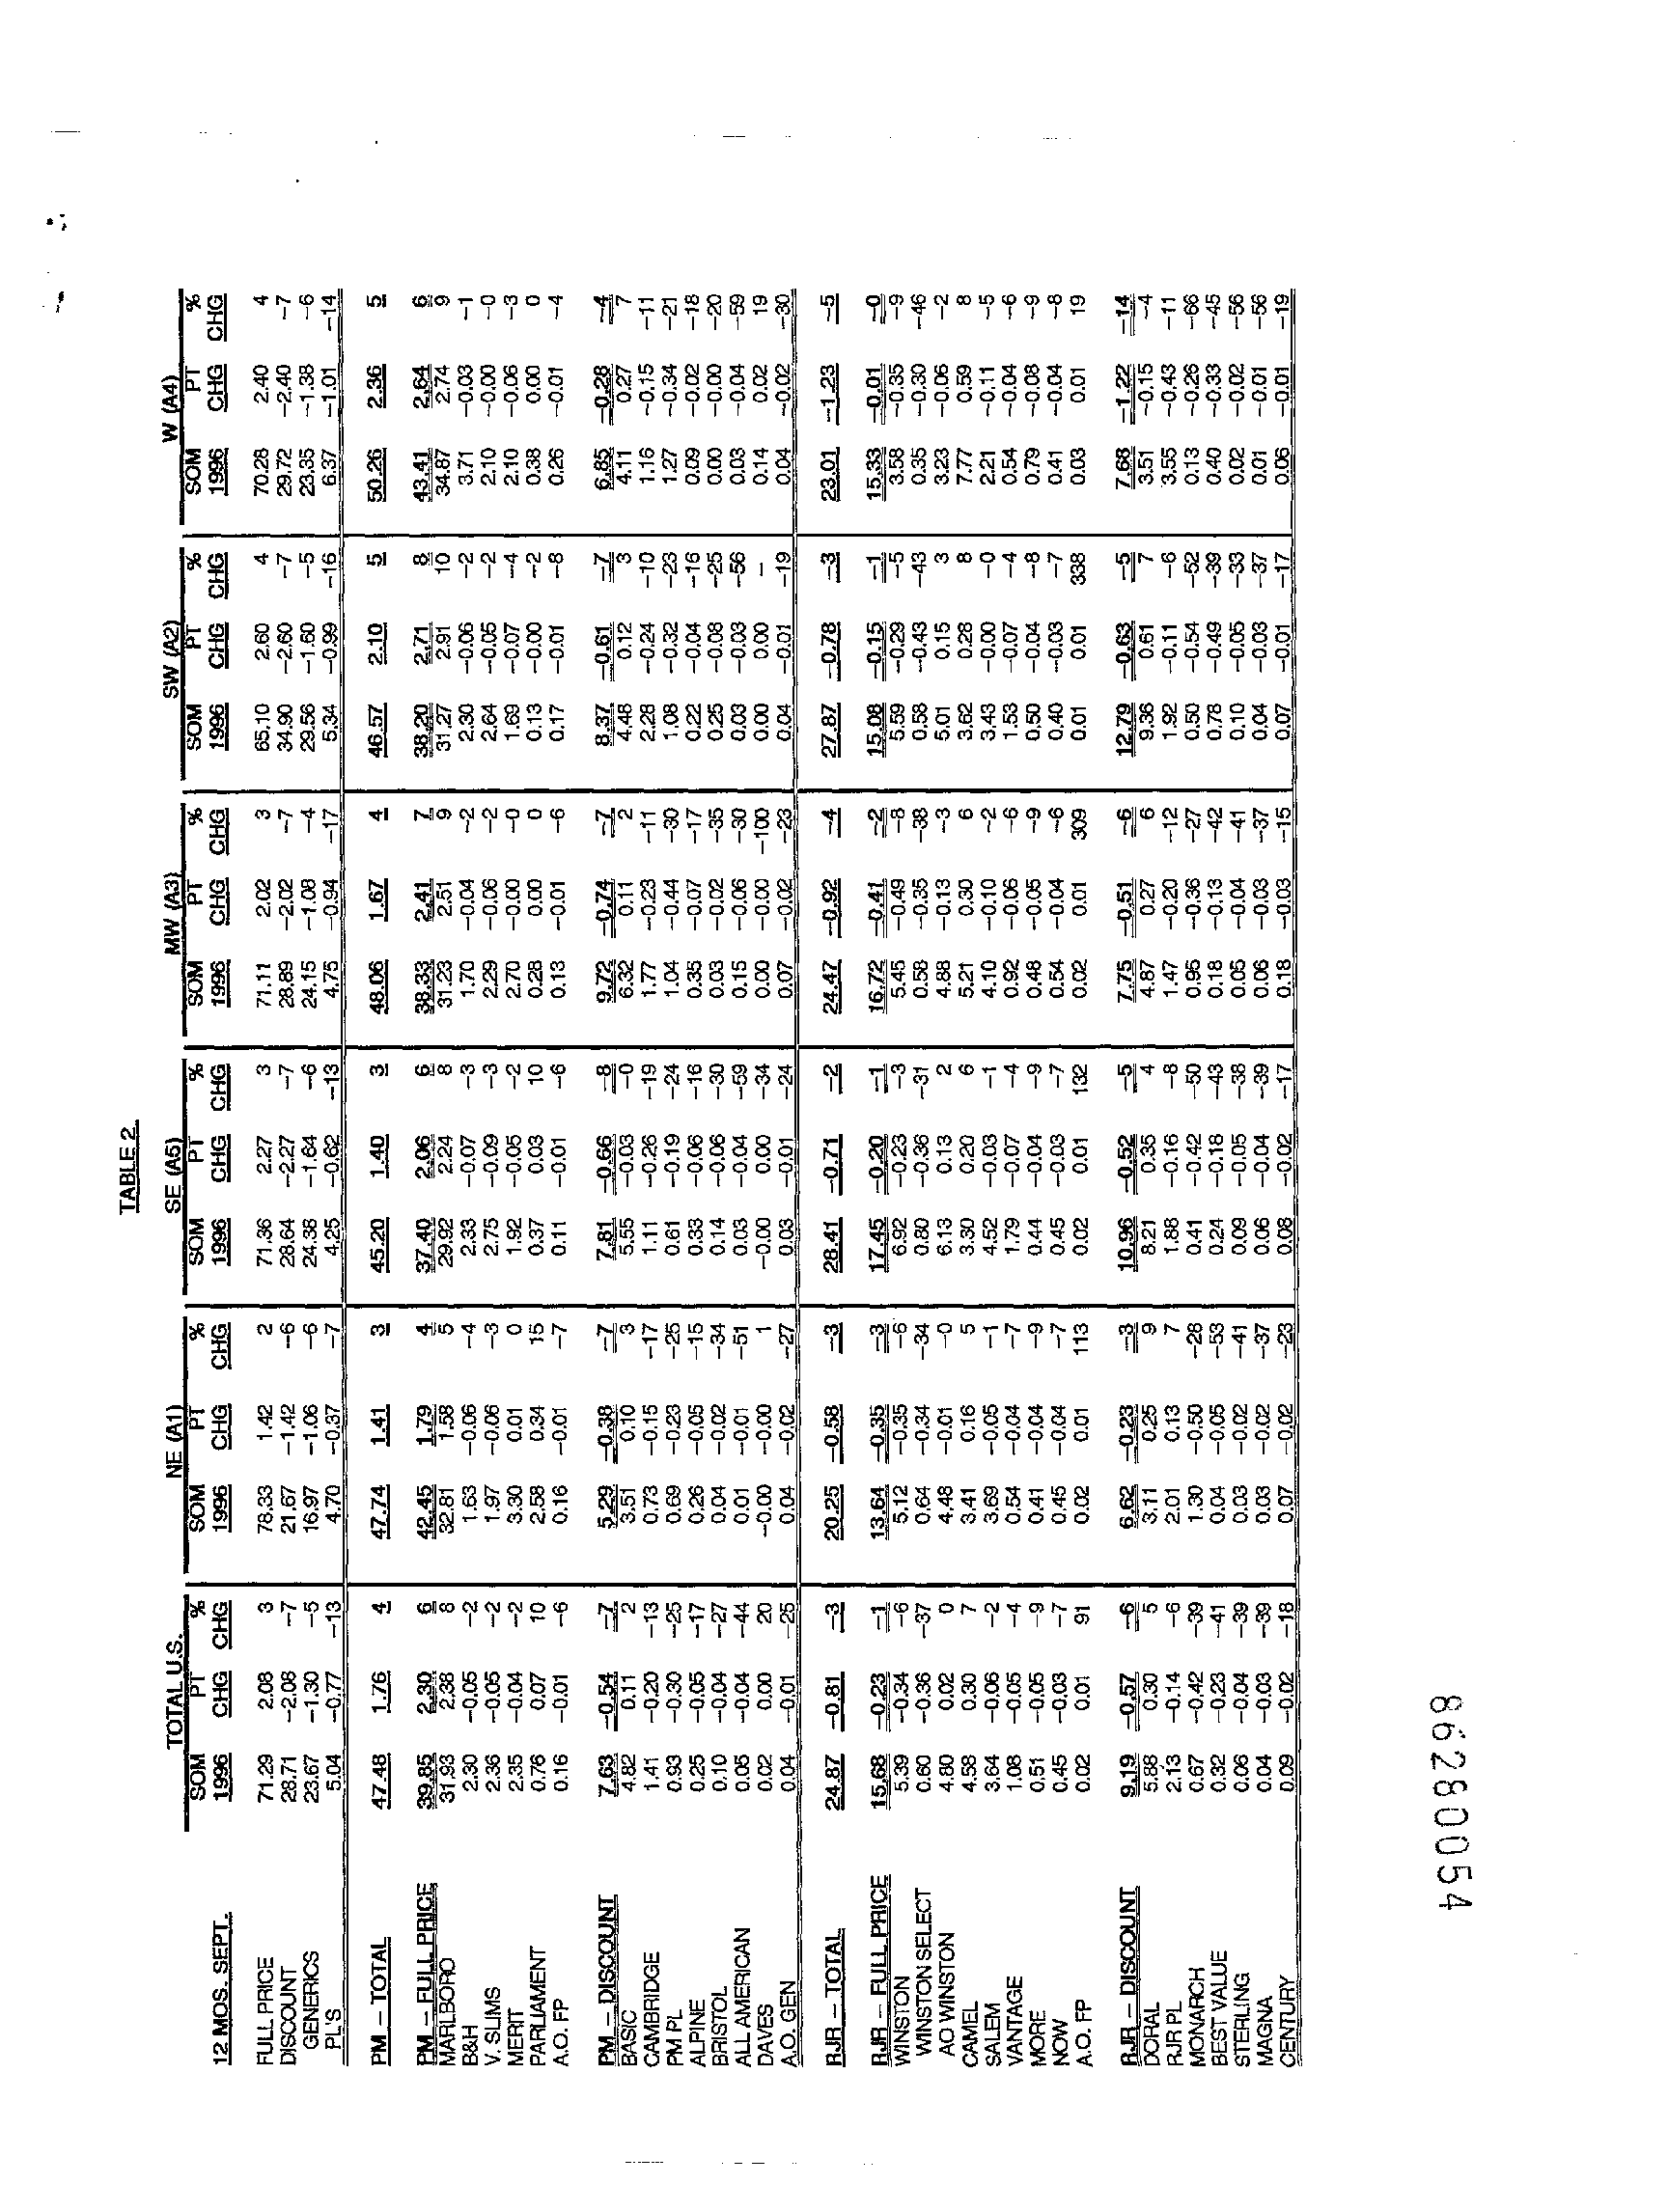 TABLE 2
TOTAL U.S. NE (A1) SE (A5) MW (A3) SW (A2) W (A4)
SOM PT % SOM PT % SOM PT % SOM PT % SOM PT % SOM PT %
12 MOS. SEPT. 1996 CHG CHG 1996 CHG CHG 1996 CHG CHG 1996 CHG CHG 1996 CHG CHG 1996 CHG CHG
FULL PRICE 71.29 2.08 3 78.33 1.42 2 71.36 2.27 3 71.11 2.02 3 65.10 2.60 4 70.28 2.40 4
DISCOUNT 28.71 -2.08 -7 21.67 -1.42 -6 28.64 -2.27 -7 28.89 -2.02 -7 34.90 -2.60 -7 29.72 -2.40 -7
GENERICS 23.67 -1.30 -5 16.97 -1.06 -6 24.38 -1.64 -6 24.15 -1.08 -4 29.56 -1.60 -5 23.35 -1.38 -6
PL'S 5.04 -0.77 -13 4.70 -0.37 -7 4.25 -0.62 -13 4.75 -0.94 -17 5.34 -0.99 -16 6.37 -1.01 -14
PM - TOTAL 47.48 1.76 4 47.74 1.41 3 45.20 1.40 3 48.06 1.67 4 46.57 2.10 5 50.26 2.36 5
PM - FULL PRICE 39.85 2.30 6 42.45 1.79 4 37.40 2.06 6 38.33 2.41 7 38.20 2.71 8 43.41 2.64 6
MARLBORO 31.93 2.38 8 32.81 1.58 5 29.92 2.24 8 31.23 2.51 9 31.27 2.91 10 34.87 2.74 9
B&H 2.30 -0.05 -2 1.63 -0.06 -4 2.33 -0.07 -3 1.70 -0.04 -2 2.30 -0.06 -2 3.71 -0.03 -1
V. SLIMS 2.36 -0.05 -2 1.97 -0.06 -3 2.75 -0.09 -3 2.29 -0.06 -2 2.64 -0.05 -2 2.10 -0.00 -0
MERIT 2.35 -0.04 -2 3.30 0.01 0 1.92 -0.05 -2 2.70 -0.00 -0 1.69 -0.07 -4 2.10 -0.06 -3
PARLIAMENT 0.76 0.07 10 2.58 0.34 15 0.37 0.03 10 0.28 0.00 0 0.13 -0.00 -2 0.38 0.00 0
A.O. FP 0.16 -0.01 -6 0.16 -0.01 -7 0.11 -0.01 -6 0.13 -0.01 -6 0.17 -0.01 -8 0.26 -0.01 -4
PM - DISCOUNT 7.63 -0.54 -7 5.29 -0.38 -7 7.81 -0.66 -8 9.72 -0.74 -7 8.37 -0.61 -7 6.85 -0.28 -4
BASIC 4.82 0.11 2 3.51 0.10 3 5.55 -0.03 -0 6.32 0.11 2 4.48 0.12 3 4.11 0.27 7
CAMBRIDGE 1.41 -0.20 -13 0.73 -0.15 -17 1.11 -0.26 -19 1.77 -0.23 -11 2.28 -0.24 -10 1.16 -0.15 -11
PM PL 0.93 -0.30 -25 0.69 -0.23 -25 0.61 -0.19 -24 1.04 -0.44 -30 1.08 -0.32 -23 1.27 -0.34 -21
ALPINE 0.25 -0.05 -17 0.26 -0.05 -15 0.33 -0.06 -16 0.35 -0.07 -17 0.22 -0.04 -16 0.09 -0.02 -18
BRISTOL 0.10 -0.04 -27 0.04 -0.02 -34 0.14 -0.06 -30 0.03 -0.02 -35 0.25 -0.08 -25 0.00 -0.00 -20
ALL AMERICAN 0.05 -0.04 -44 0.01 -0.01 -51 0.03 -0.04 -59 0.15 -0.06 -30 0.03 -0.03 -56 0.03 -0.04 -59
DAVES 0.02 0.00 20 -0.00 -0.00 1 -0.00 0.00 -34 0.00 -0.00 -100 0.00 0.00 - 0.14 0.02 19
A.O. GEN 0.04 -0.01 -25 0.04 -0.02 -27 0.03 -0.01 -24 0.07 -0.02 -23 0.04 -0.01 -19 0.04 -0.02 -30
RJR - TOTAL 24.87 -0.81 -3 20.25 -0.58 -3 28.41 -0.71 -2 24.47 -0.92 -4 27.87 -0.78 -3 23.01 -1.23 -5
RJR - FULL PRICE 15.68 -0.23 -1 13.64 -0.35 -3 17.45 -0.20 -1 16.72 -0.41 -2 15.08 -0.15 -1 15.33 -0.01 -0
WINSTON 5.39 -0.34 -6 5.12 -0.35 -6 6.92 -0.23 -3 5.45 -0.49 -8 5.59 -0.29 -5 3.58 -0.35 -9
WINSTON SELECT 0.60 -0.36 -37 0.64 -0.34 -34 0.80 -0.36 -31 0.58 -0.35 -38 0.58 -0.43 -43 0.35 -0.30 -46
AO WINSTON 4.80 0.02 0 4.48 -0.01 -0 6.13 0.13 2 4.88 -0.13 -3 5.01 0.15 3 3.23 -0.06 -2
CAMEL 4.58 0.30 7 3.41 0.16 5 3.30 0.20 6 5.21 0.30 6 3.62 0.28 8 7.77 0.59 8
SALEM 3.64 -0.06 -2 3.69 -0.05 -1 4.52 -0.03 -1 4.10 -0.10 -2 3.43 -0.00 -0 2.21 -0.11 -5
VANTAGE 1.08 -0.05 -4 0.54 -0.04 -7 1.79 -0.07 -4 0.92 -0.06 -6 1.53 -0.07 -4 0.54 -0.04 -6
MORE 0.51 -0.05 -9 0.41 -0.04 -9 0.44 -0.04 -9 0.48 -0.05 -9 0.50 -0.04 -8 0.79 -0.08 -9
NOW 0.45 -0.03 -7 0.45 -0.04 -7 0.45 -0.03 -7 0.54 -0.04 -6 0.40 -0.03 -7 0.41 -0.04 -8
A.O. FP 0.02 0.01 91 0.02 0.01 113 0.02 0.01 132 0.02 0.01 309 0.01 0.01 338 0.03 0.01 19
RJR - DISCOUNT 9.19 -0.57 -6 6.62 -0.23 -3 10.96 -0.52 -5 7.75 -0.51 -6 12.79 -0.63 -5 7.68 -1.22 -14
DORAL 5.88 0.30 5 3.11 0.25 9 8.21 0.35 4 4.87 0.27 6 9.36 0.61 7 3.51 -0.15 -4
RJR PL 2.13 -0.14 -6 2.01 0.13 7 1.88 -0.16 -8 1.47 -0.20 -12 1.92 -0.11 -6 3.55 -0.43 -11
MONARCH 0.67 -0.42 -39 1.30 -0.50 -28 0.41 -0.42 -50 0.95 -0.36 -27 0.50 -0.54 -52 0.13 -0.26 -66
BEST VALUE 0.32 -0.23 -41 0.04 -0.05 -53 0.24 -0.18 -43 0.18 -0.13 -42 0.78 -0.49 -39 0.40 -0.33 -45
STERLING 0.06 -0.04 -39 0.03 -0.02 -41 0.09 -0.05 -38 0.05 -0.04 -41 0.10 -0.05 -33 0.02 -0.02 -56
MAGNA 0.04 -0.03 -39 0.03 -0.02 -37 0.06 -0.04 -39 0.06 -0.03 -37 0.04 -0.03 -37 0.01 -0.01 -56
CENTURY 0.09 -0.02 -18 0.07 -0.02 -23 0.08 -0.02 -17 0.18 -0.03 -15 0.07 -0.01 -17 0.06 -0.01 -19
86280054